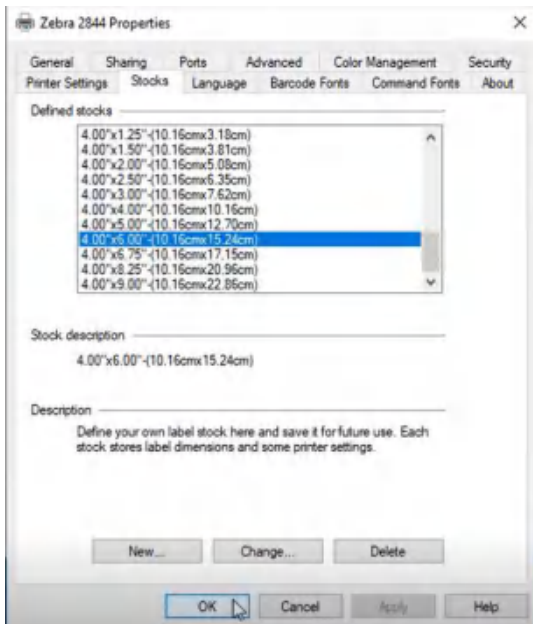 Zebra 2844 Properties
General Sharing Ports Advanced Color Management Security
Printer Settings Stocks Language Barcode Fonts Command Fonts About
Defined stocks
4.00"x1.25"-(10.16cmx3.18cm)
4.00"x1.50"-(10.16cmx3.81cm)
4.00"x2.00"-(10.16cmx5.08cm)
4.00"x2.50"-(10.16cmx6.35cm)
4.00"x3.00"-(10.16cmx7.62cm)
4.00"x4.00"-(10.16cmx10.16cm)
4.00"x5.00"-(10.16cmx12.70cm)
4.00"x6.00"-(10.16cmx15.24cm)
4.00"x6.75"-(10.16cmx17.15cm)
4.00"x8.25"-(10.16cmx20.96cm)
4.00"x9.00"-(10.16cmx22.86cm)
Stock description
4.00"x6.00"-(10.16cmx15.24cm)
Description
Define your own label stock here and save it for future use. Each
stock stores label dimensions and some printer settings.
New... Change... Delete
OK Cancel Apply Help